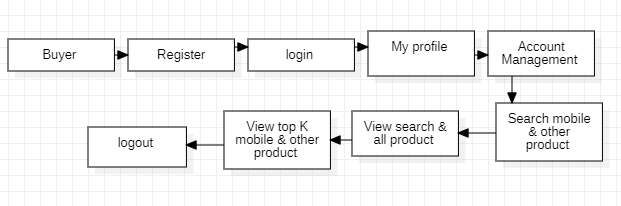 Buyer
Register
login
My profile
Account
Management
Search mobile
& other
product
View search &
all product
View top K
mobile & other
product
logout